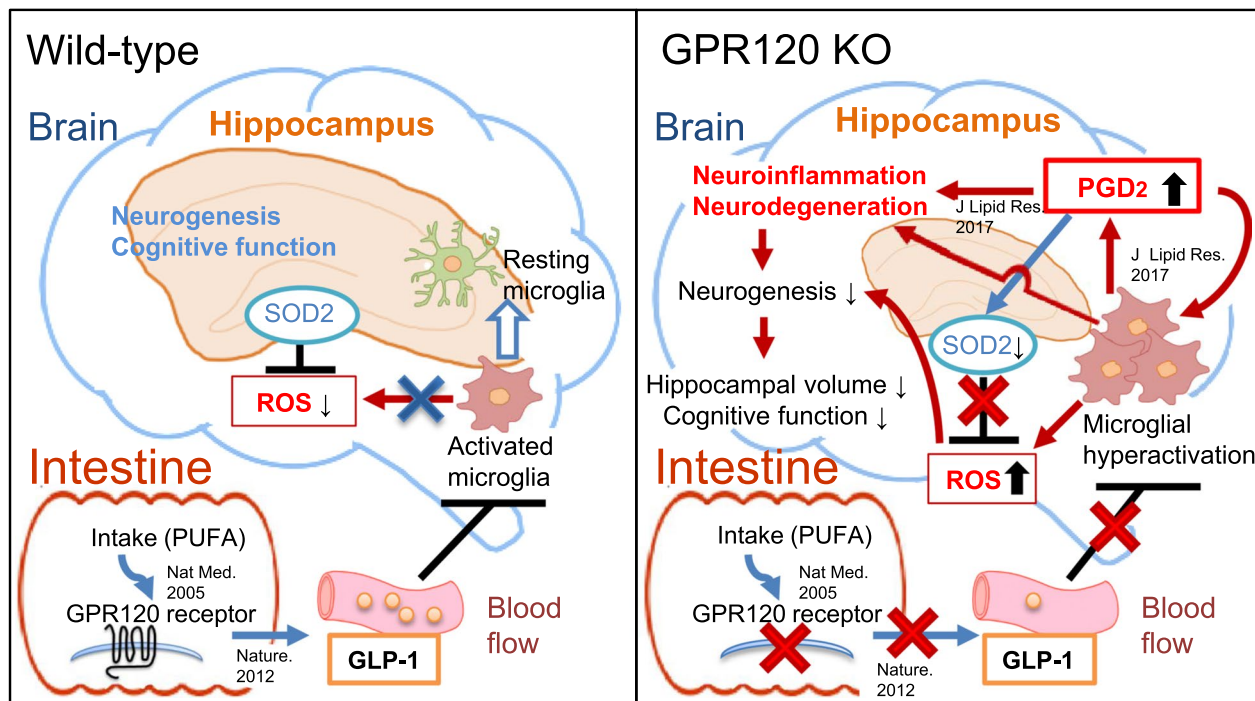 Wild-type
Brain
Hippocampus
Neurogenesis
Cognitive function
Resting
microglia
SOD2
ROS ↓
Activated
microglia
Intestine
Intake (PUFA)
Nat Med.
2005
GPR120 receptor
Nature.
2012
GLP-1
Blood
flow
GPR120 KO
Brain
Hippocampus
Neuroinflammation
Neurodegeneration
PGD2
J Lipid Res.
2017
J Lipid Res.
2017
Neurogenesis ↓
SOD2↓
Hippocampal volume ↓
Cognitive function ↓
Microglial
hyperactivation
ROS
Intestine
Intake (PUFA)
Nat Med.
2005
GPR120 receptor
Nature.
2012
GLP-1
Blood
flow